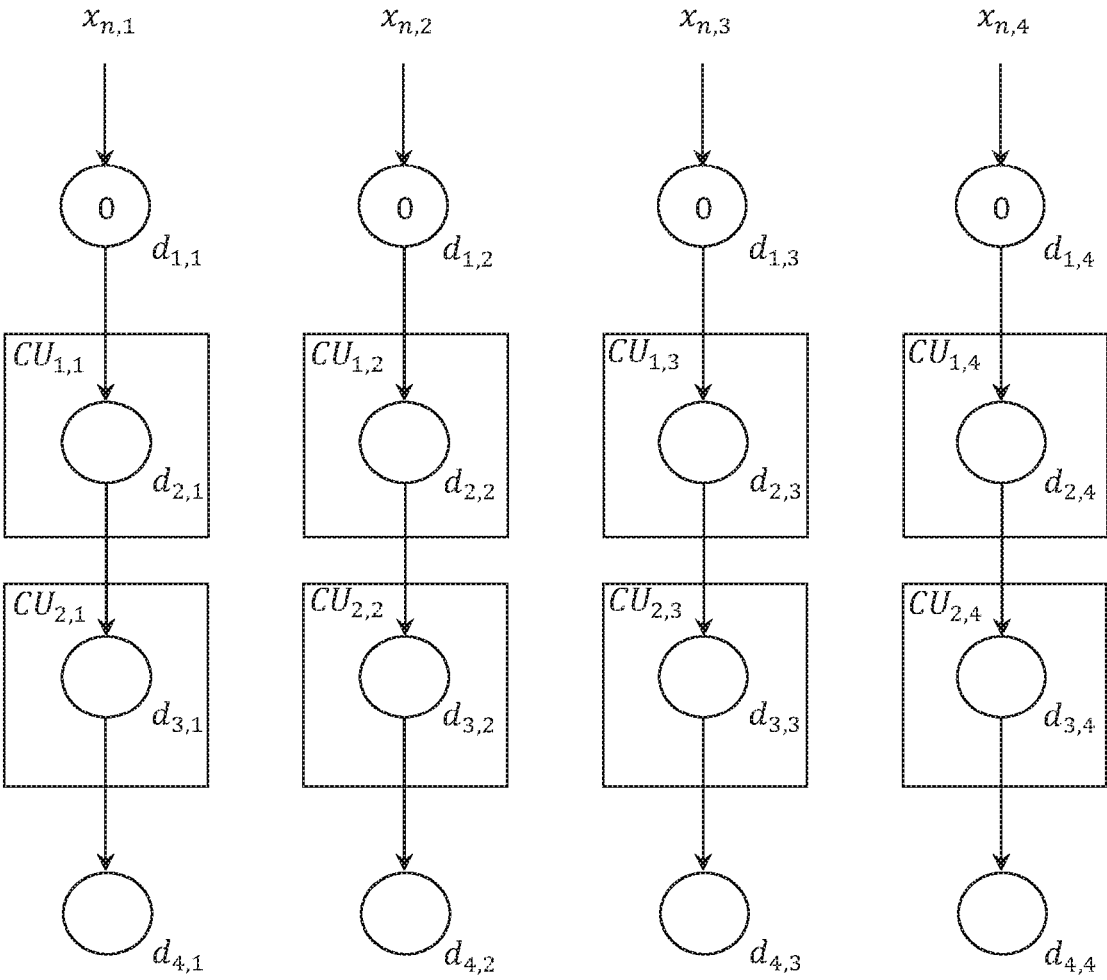 x_{n,1} x_{n,2} x_{n,3} x_{n,4}
0 0 0 0
d_{1,1} d_{1,2} d_{1,3} d_{1,4}
CU_{1,1} CU_{1,2} CU_{1,3} CU_{1,4}
d_{2,1} d_{2,2} d_{2,3} d_{2,4}
CU_{2,1} CU_{2,2} CU_{2,3} CU_{2,4}
d_{3,1} d_{3,2} d_{3,3} d_{3,4}
d_{4,1} d_{4,2} d_{4,3} d_{4,4}